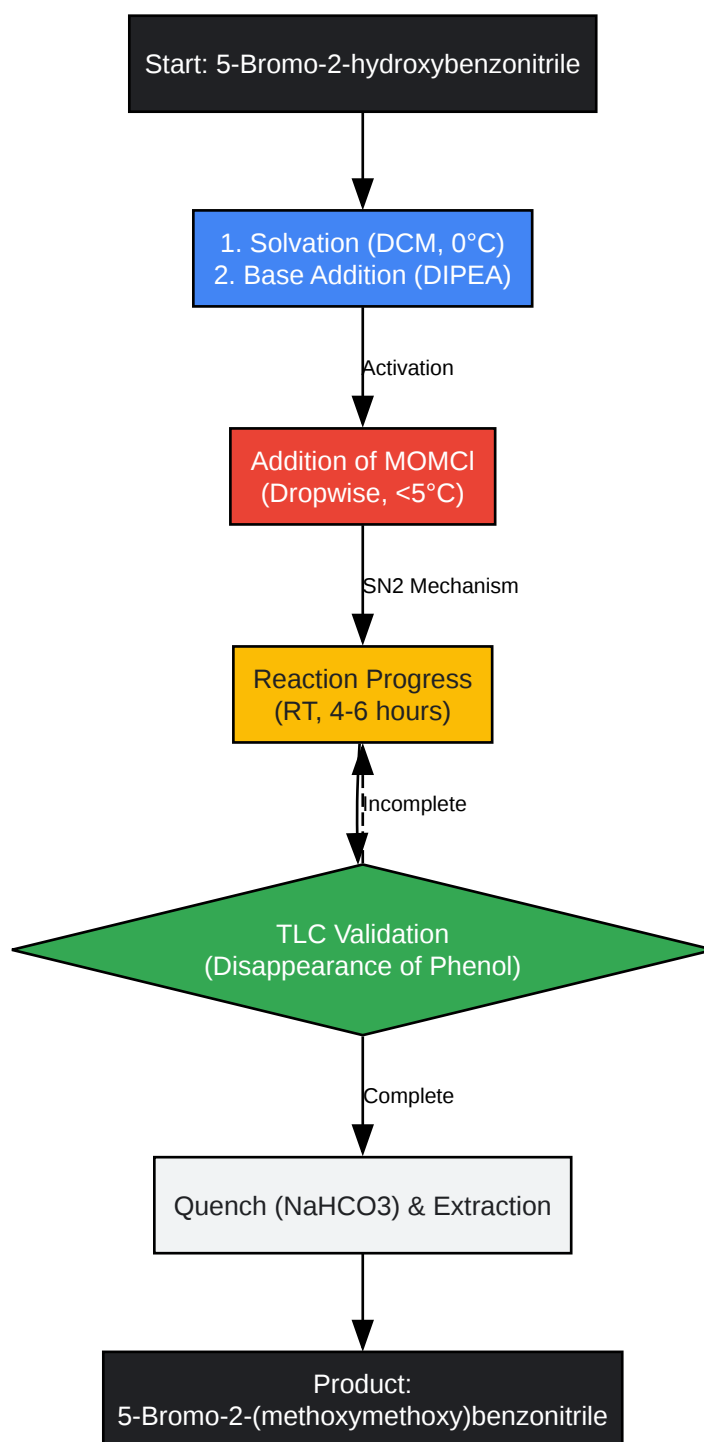 Start: 5-Bromo-2-hydroxybenzonitrile
1. Solvation (DCM, 0°C)
2. Base Addition (DIPEA)
Activation
Addition of MOMCl
(Dropwise, <5°C)
SN2 Mechanism
Reaction Progress
(RT, 4-6 hours)
Incomplete
TLC Validation
(Disappearance of Phenol)
Complete
Quench (NaHCO3) & Extraction
Product:
5-Bromo-2-(methoxymethoxy)benzonitrile